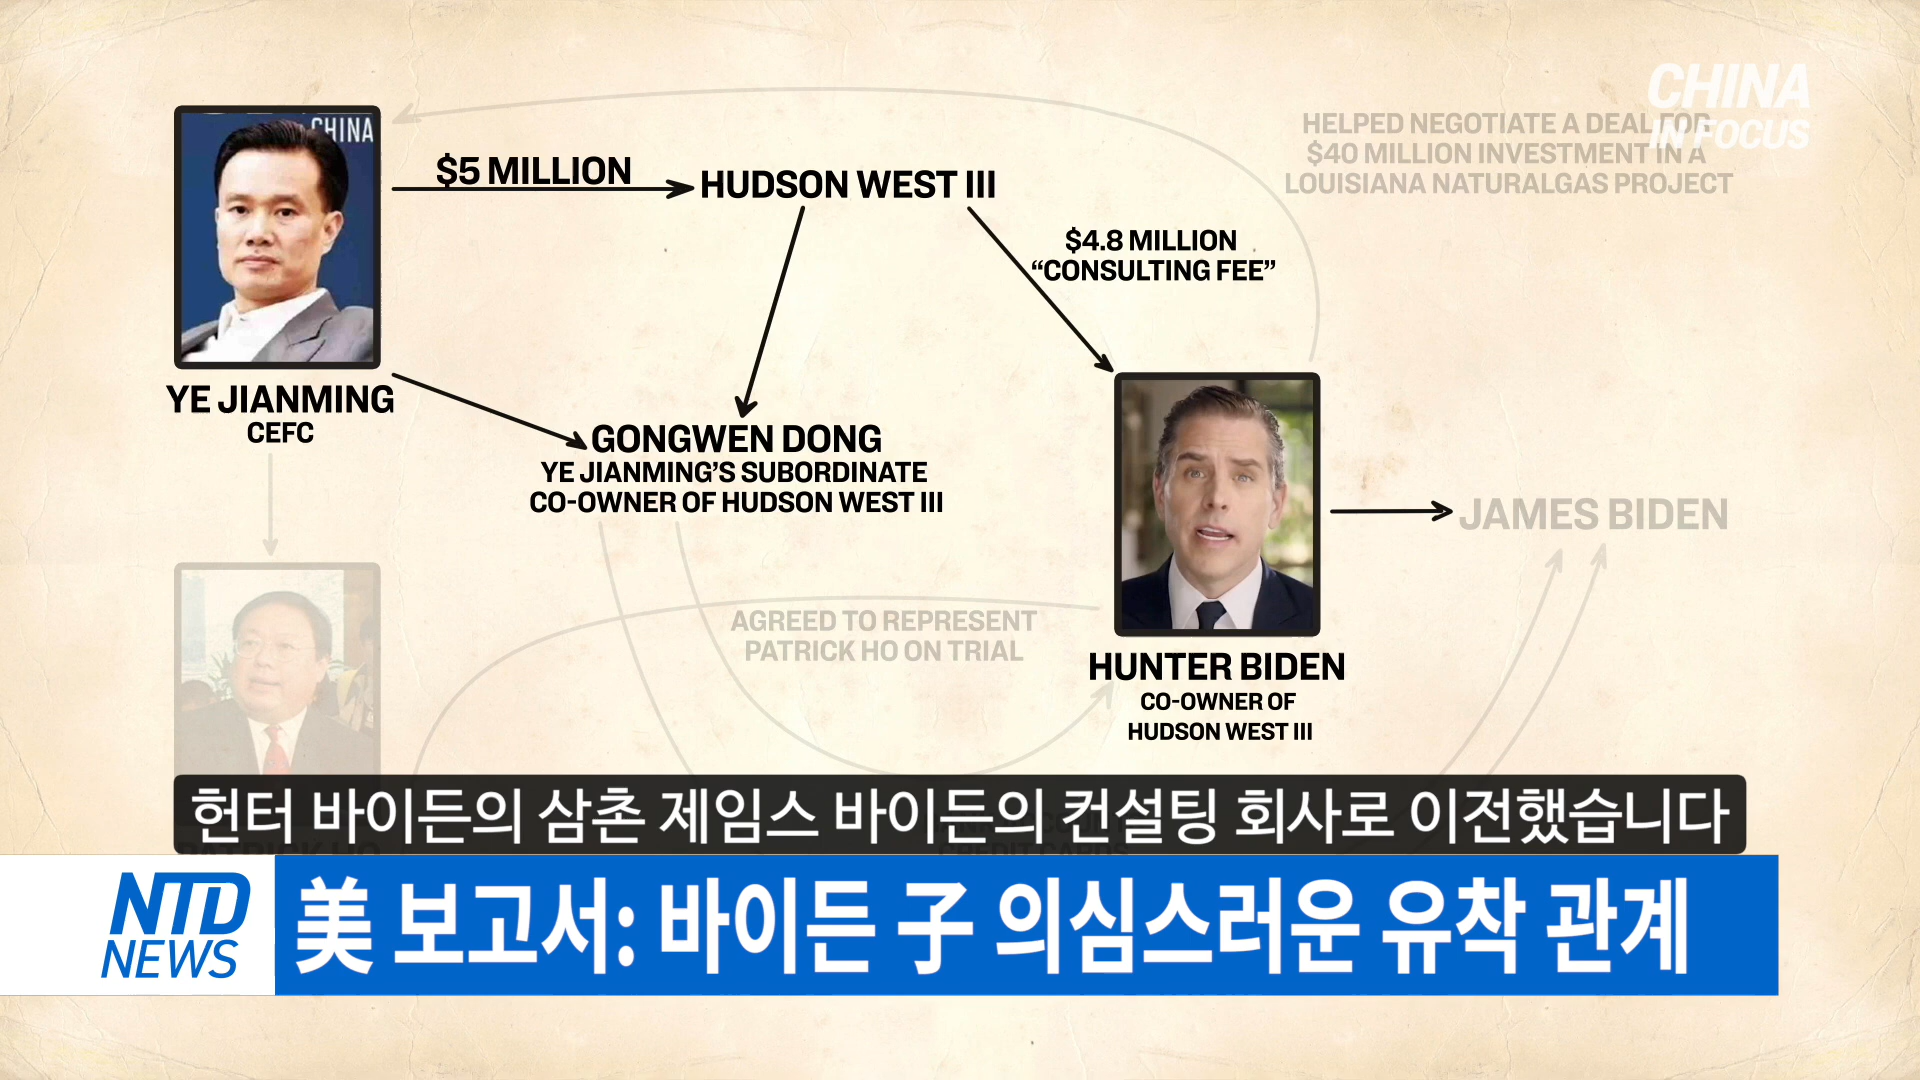 CHINA
IN FOCUS
HELPED NEGOTIATE A DEAL FOR
$40 MILLION INVESTMENT IN A
LOUISIANA NATURALGAS PROJECT
CHINA
$5 MILLION
HUDSON WEST III
$4.8 MILLION
“CONSULTING FEE”
YE JIANMING
CEFC
GONGWEN DONG
YE JIANMING’S SUBORDINATE
CO-OWNER OF HUDSON WEST III
JAMES BIDEN
AGREED TO REPRESENT
PATRICK HO ON TRIAL
HUNTER BIDEN
CO-OWNER OF
HUDSON WEST III
헌터 바이든의 삼촌 제임스 바이든의 컨설팅 회사로 이전했습니다
PATRICK HO
CREDIT CARDS
NTD
NEWS
美 보고서: 바이든 子 의심스러운 유착 관계